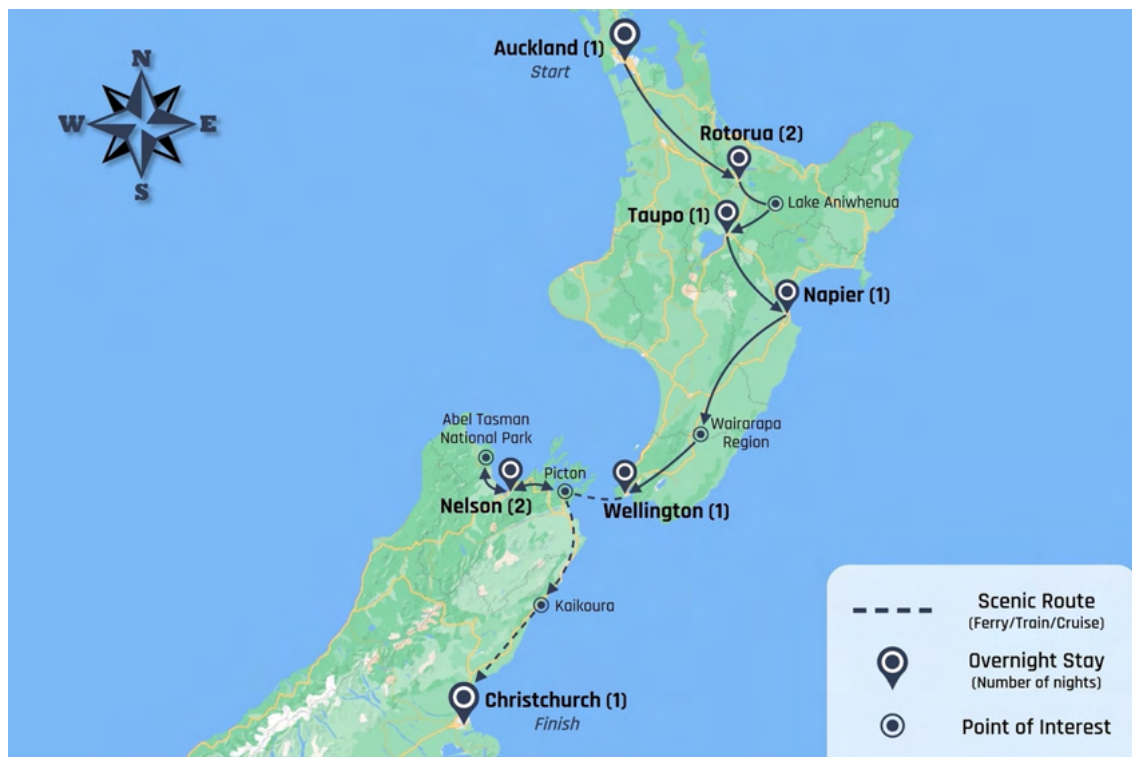 N
W
E
S
Auckland (1)
Start
Rotorua (2)
Lake Aniwhenua
Taupo (1)
Napier (1)
Wairarapa
Region
Abel Tasman
National Park
Picton
Nelson (2)
Wellington (1)
Kaikoura
Christchurch (1)
Finish
Scenic Route
(Ferry/Train/Cruise)
Overnight Stay
(Number of nights)
Point of Interest